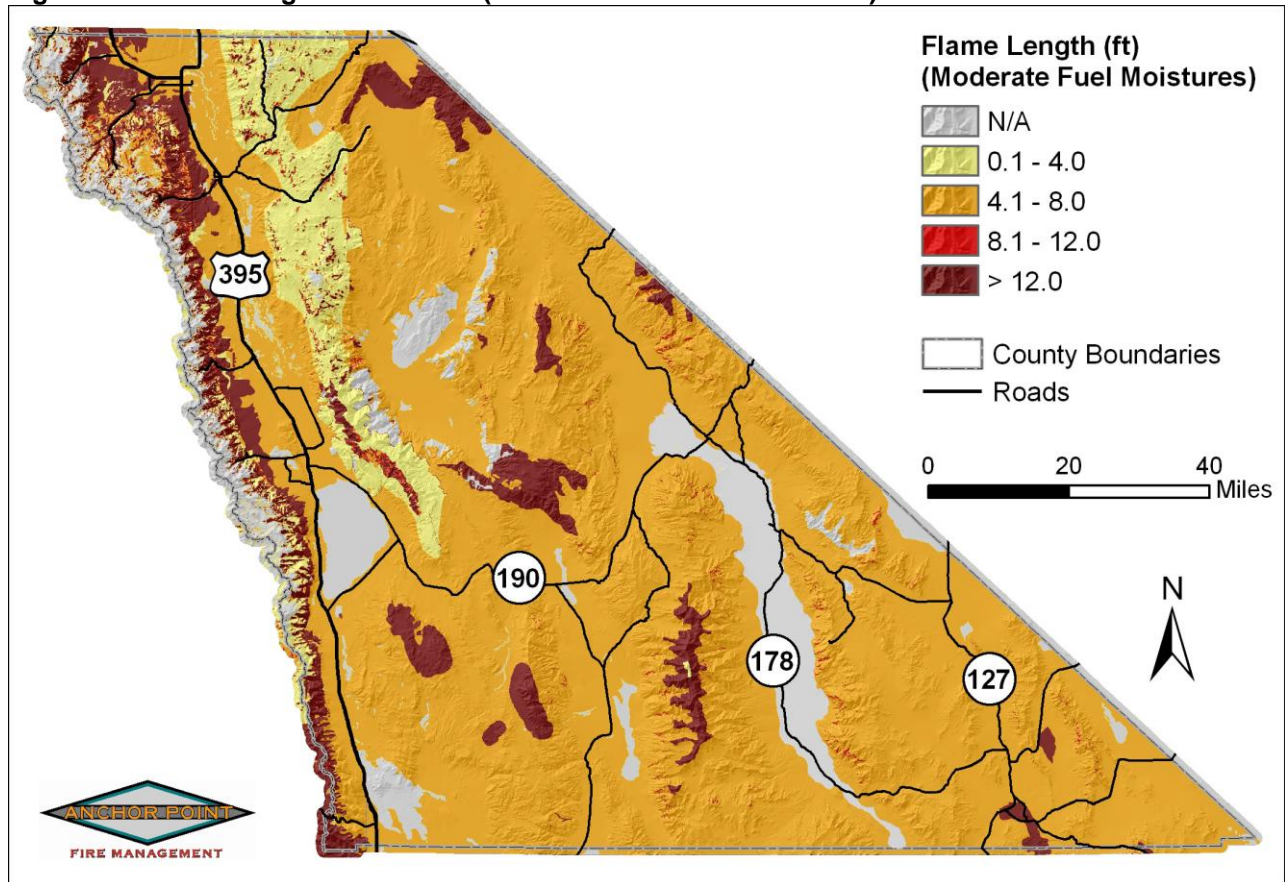 Flame Length (ft)
(Moderate Fuel Moistures)
N/A
0.1 - 4.0
4.1 - 8.0
8.1 - 12.0
> 12.0
County Boundaries
Roads
0 20 40
Miles
N
395
190
178
127
ANCHOR POINT
FIRE MANAGEMENT